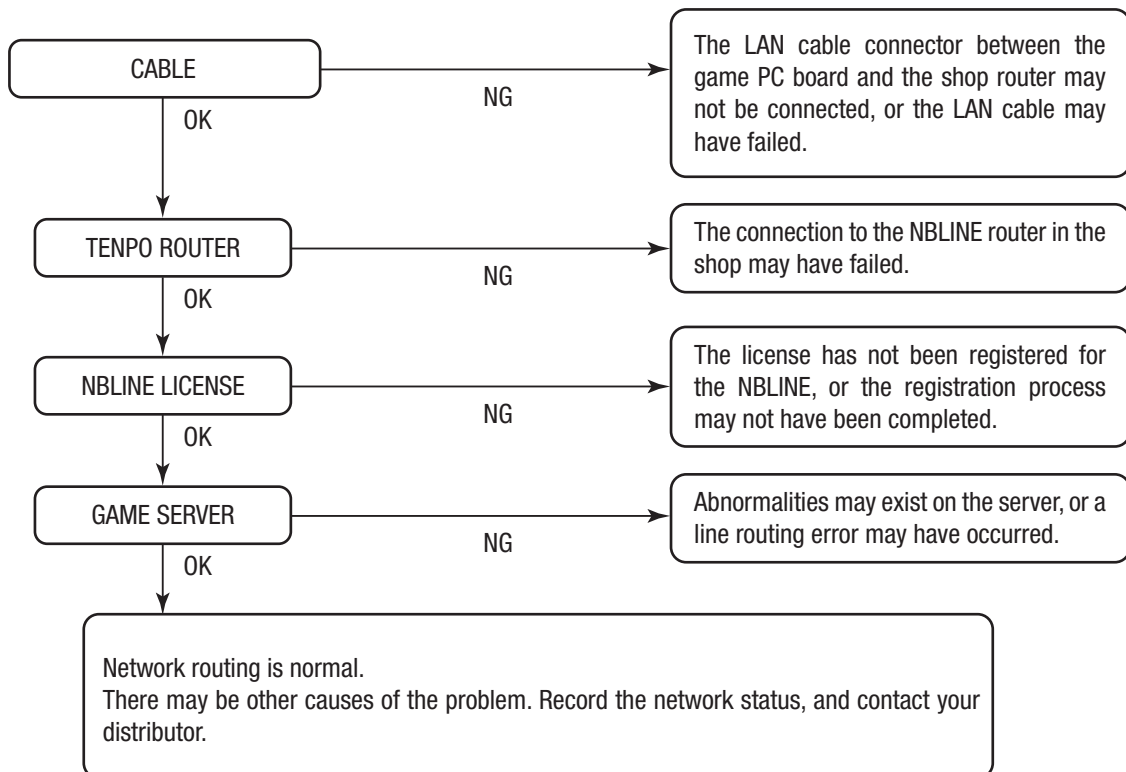 CABLE
NG
OK
The LAN cable connector between the
game PC board and the shop router may
not be connected, or the LAN cable may
have failed.
TENPO ROUTER
NG
OK
The connection to the NBLINE router in the
shop may have failed.
NBLINE LICENSE
NG
OK
The license has not been registered for
the NBLINE, or the registration process
may not have been completed.
GAME SERVER
NG
OK
Abnormalities may exist on the server, or a
line routing error may have occurred.
Network routing is normal.
There may be other causes of the problem. Record the network status, and contact your
distributor.